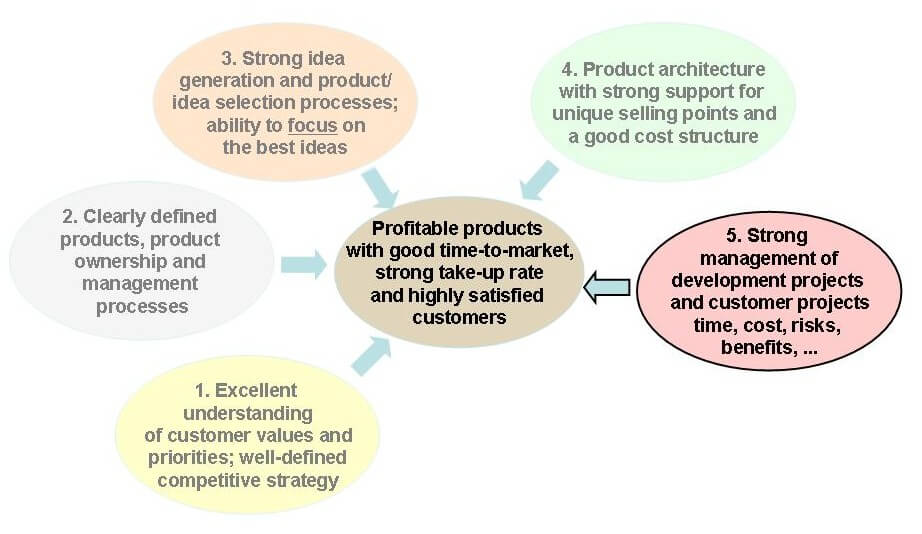 3. Strong idea
generation and product/
idea selection processes;
ability to focus on
the best ideas
4. Product architecture
with strong support for
unique selling points and
a good cost structure
2. Clearly defined
products, product
ownership and
management
processes
Profitable products
with good time-to-market,
strong take-up rate
and highly satisfied
customers
5. Strong
management of
development projects
and customer projects
time, cost, risks,
benefits, ...
1. Excellent
understanding
of customer values and
priorities; well-defined
competitive strategy